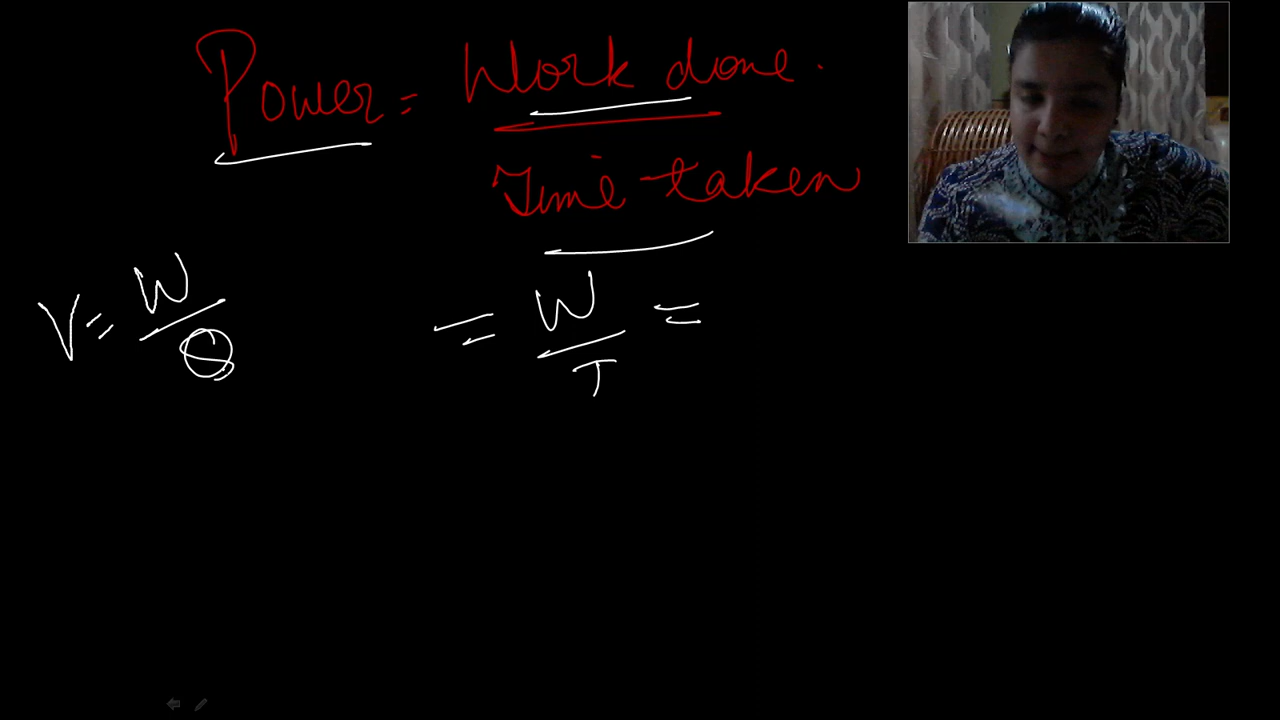 Power = Work done.
Time taken
V = W = W =
Q T